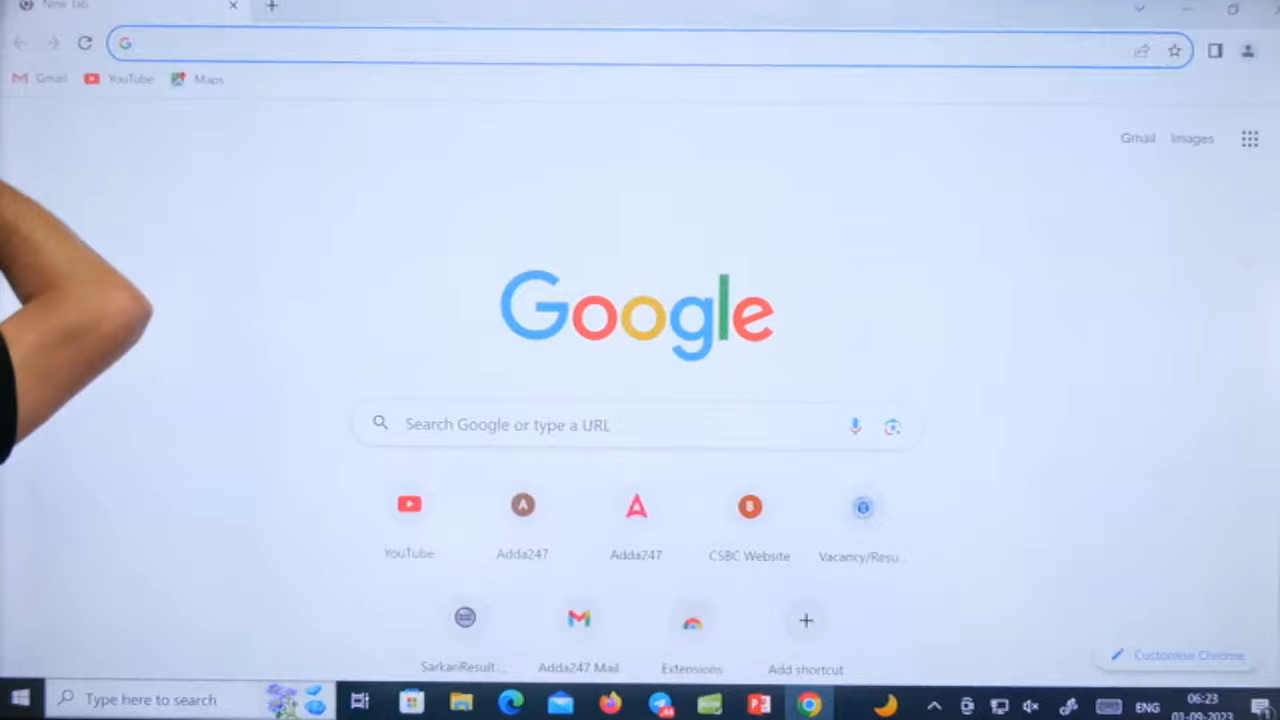 New Tab
Gmail YouTube Maps
Gmail Images
Google
Search Google or type a URL
A B
YouTube Adda247 Adda247 CSBC Website Vacancy/Resu...
SarkariResult... Adda247 Mail Extensions Add shortcut
Customise Chrome
Type here to search
44
ENG
06:23
01-09-2023